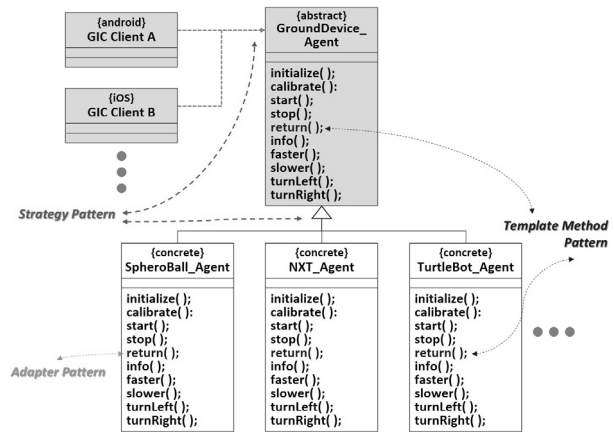 {android}
GIC Client A
{iOS}
GIC Client B
{abstract}
GroundDevice_
Agent
initialize( );
calibrate( ):
start( );
stop( );
return( );
info( );
faster( );
slower( );
turnLeft( );
turnRight( );
Strategy Pattern
Template Method
Pattern
{concrete}
SpheroBall_Agent
initialize( );
calibrate( ):
start( );
stop( );
return( );
info( );
faster( );
slower( );
turnLeft( );
turnRight( );
{concrete}
NXT_Agent
initialize( );
calibrate( ):
start( );
stop( );
return( );
info( );
faster( );
slower( );
turnLeft( );
turnRight( );
{concrete}
TurtleBot_Agent
initialize( );
calibrate( ):
start( );
stop( );
return( );
info( );
faster( );
slower( );
turnLeft( );
turnRight( );
Adapter Pattern